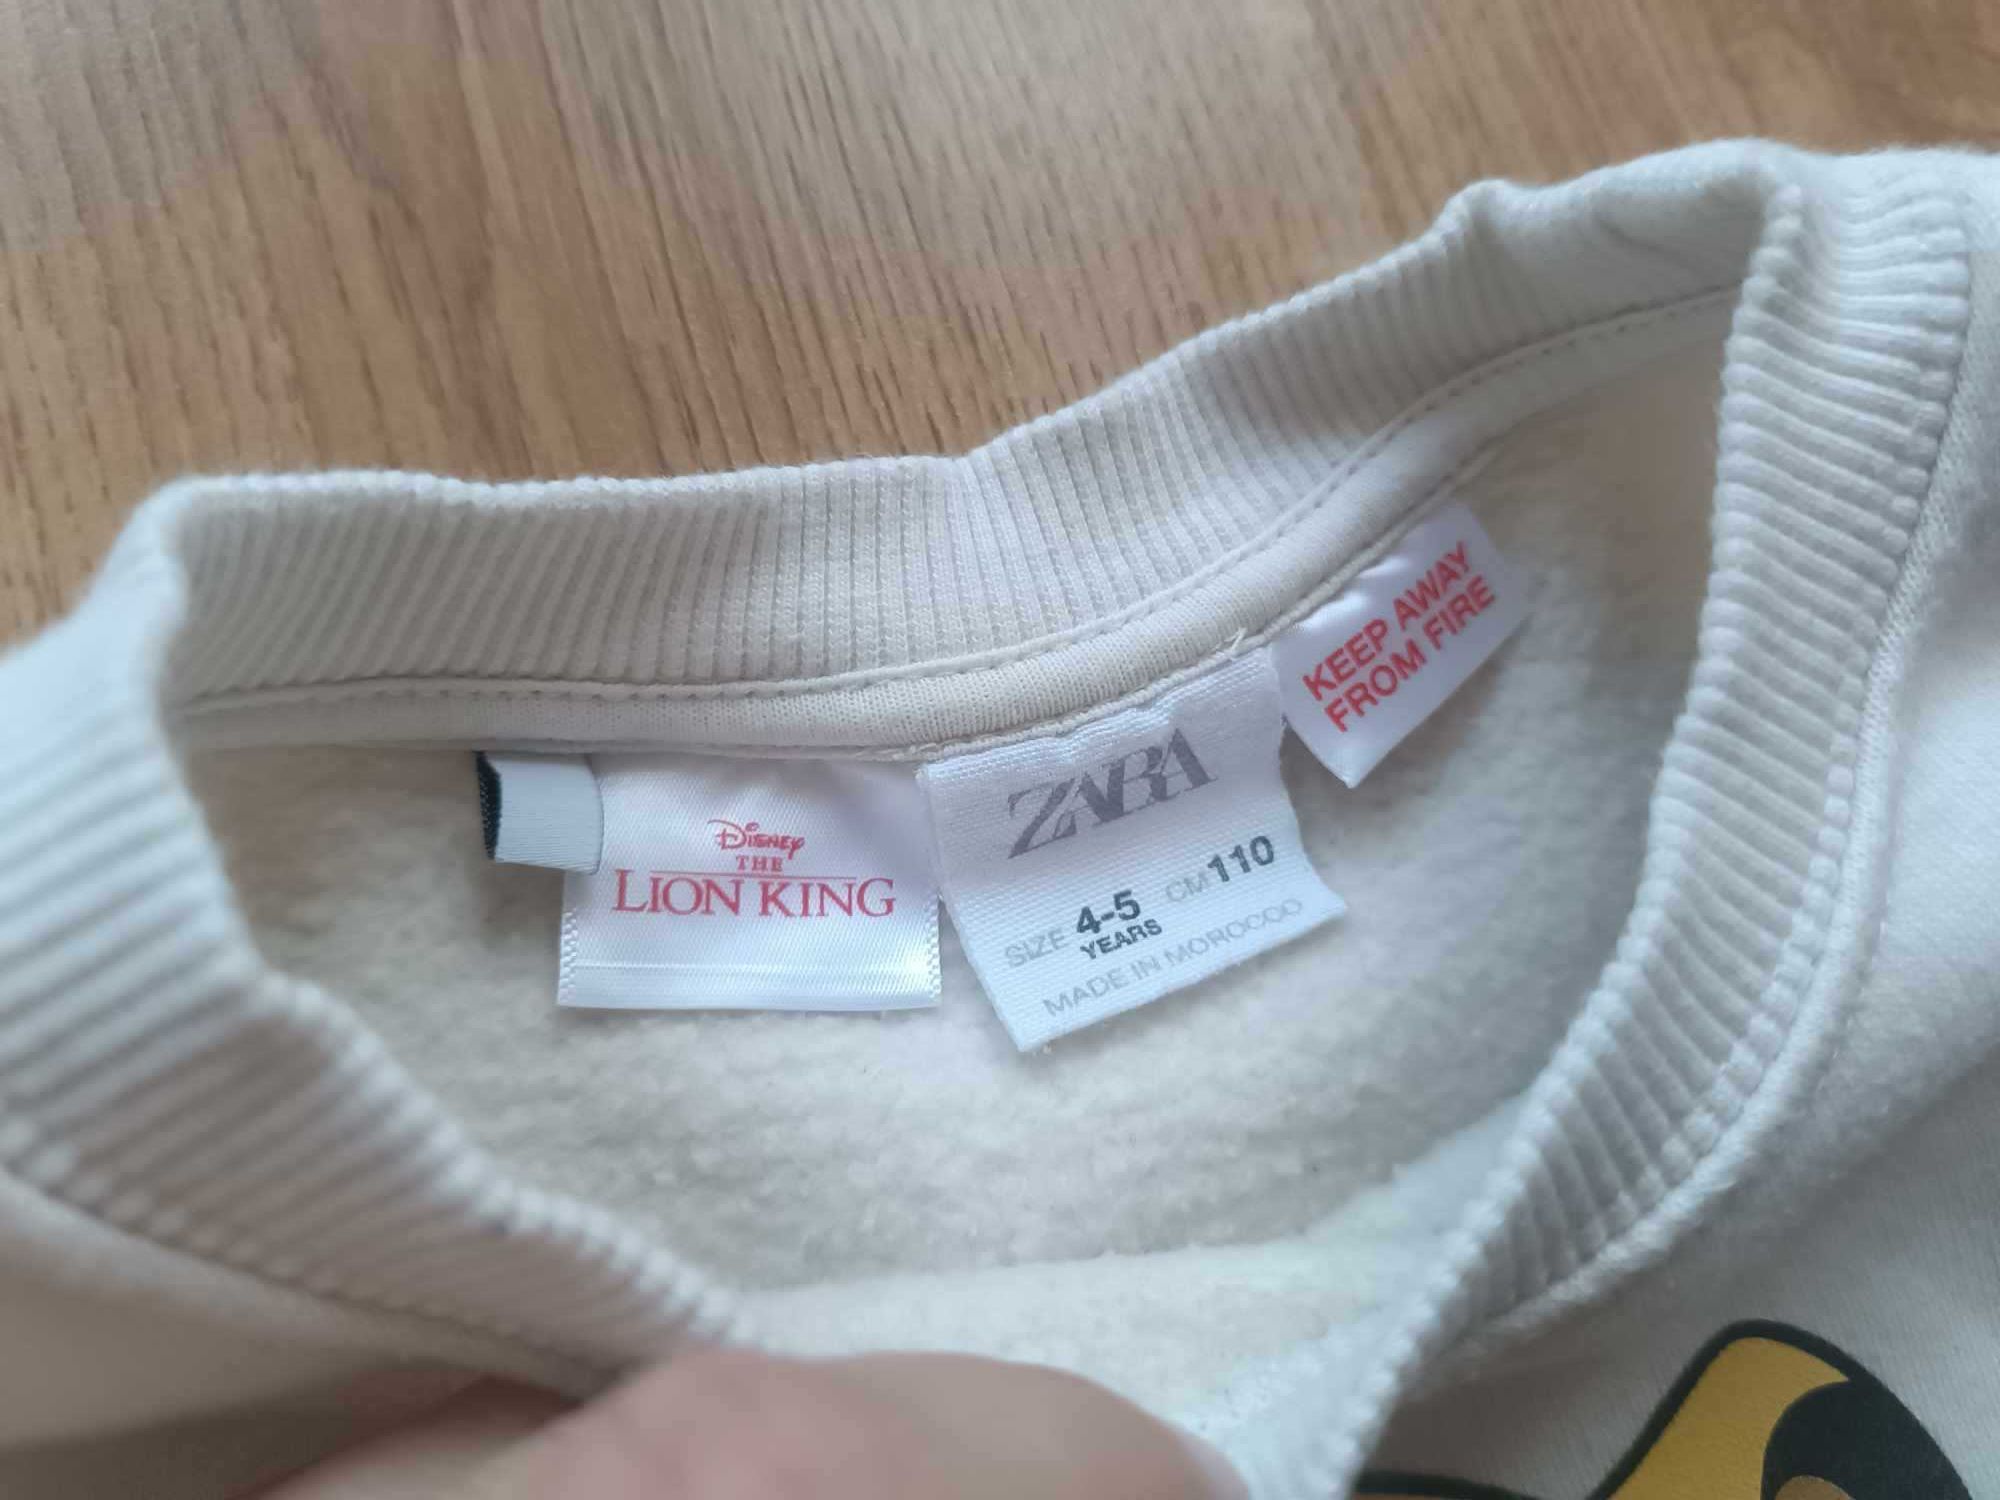 Disney
THE
LION KING
ZARA
SIZE 4-5 CM 110
YEARS
MADE IN MOROCCO
KEEP AWAY
FROM FIRE